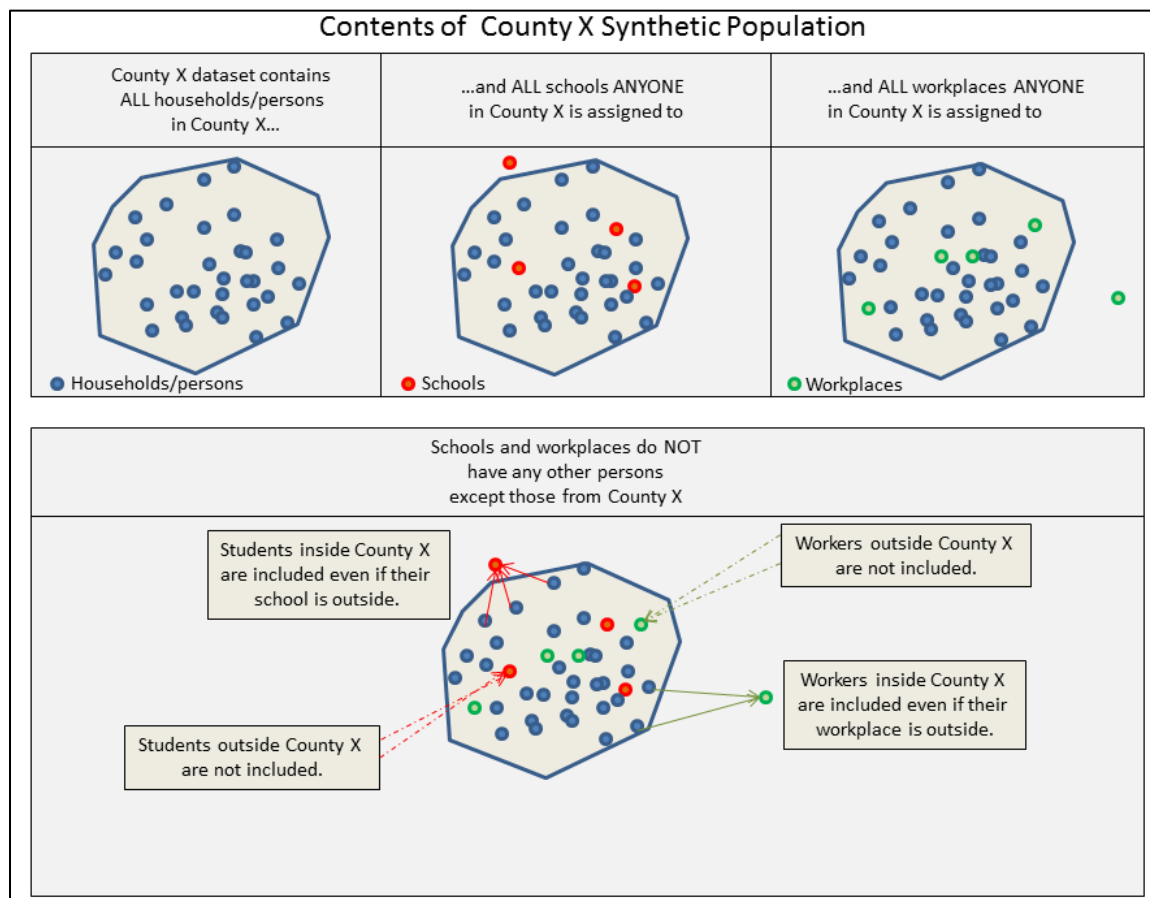 Contents of County X Synthetic Population
County X dataset contains
ALL households/persons
in County X...
...and ALL schools ANYONE
in County X is assigned to
...and ALL workplaces ANYONE
in County X is assigned to
Households/persons
Schools
Workplaces
Schools and workplaces do NOT
have any other persons
except those from County X
Students inside County X
are included even if their
school is outside.
Workers outside County X
are not included.
Workers inside County X
are included even if their
workplace is outside.
Students outside County X
are not included.